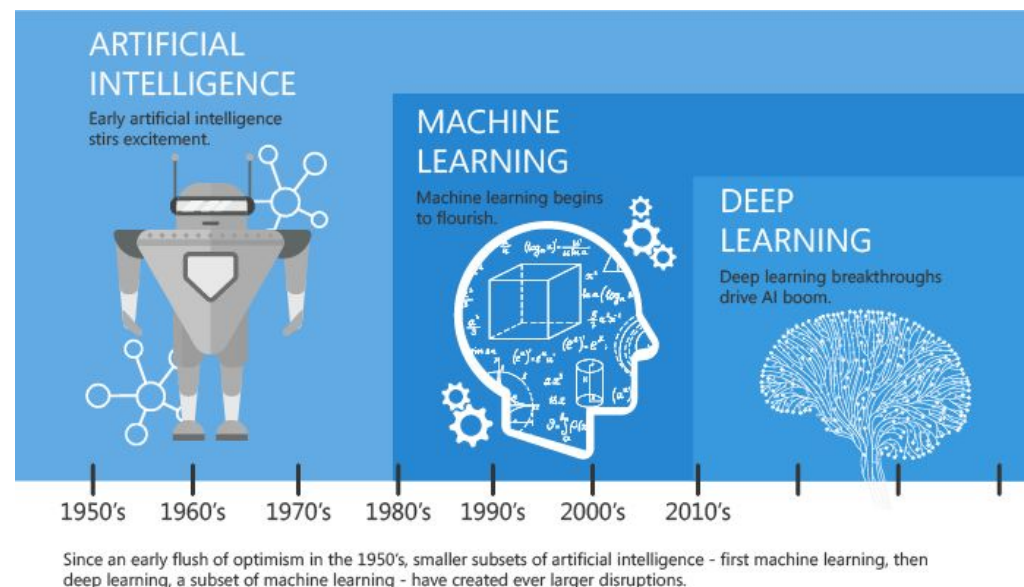 ARTIFICIAL
INTELLIGENCE
Early artificial intelligence
stirs excitement.
MACHINE
LEARNING
Machine learning begins
to flourish.
DEEP
LEARNING
Deep learning breakthroughs
drive AI boom.
1950's 1960's 1970's 1980's 1990's 2000's 2010's
Since an early flush of optimism in the 1950's, smaller subsets of artificial intelligence - first machine learning, then
deep learning, a subset of machine learning - have created ever larger disruptions.